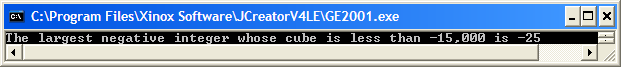 C:\Program Files\Xinox Software\JCreatorV4LE\GE2001.exe
The largest negative integer whose cube is less than -15,000 is -25